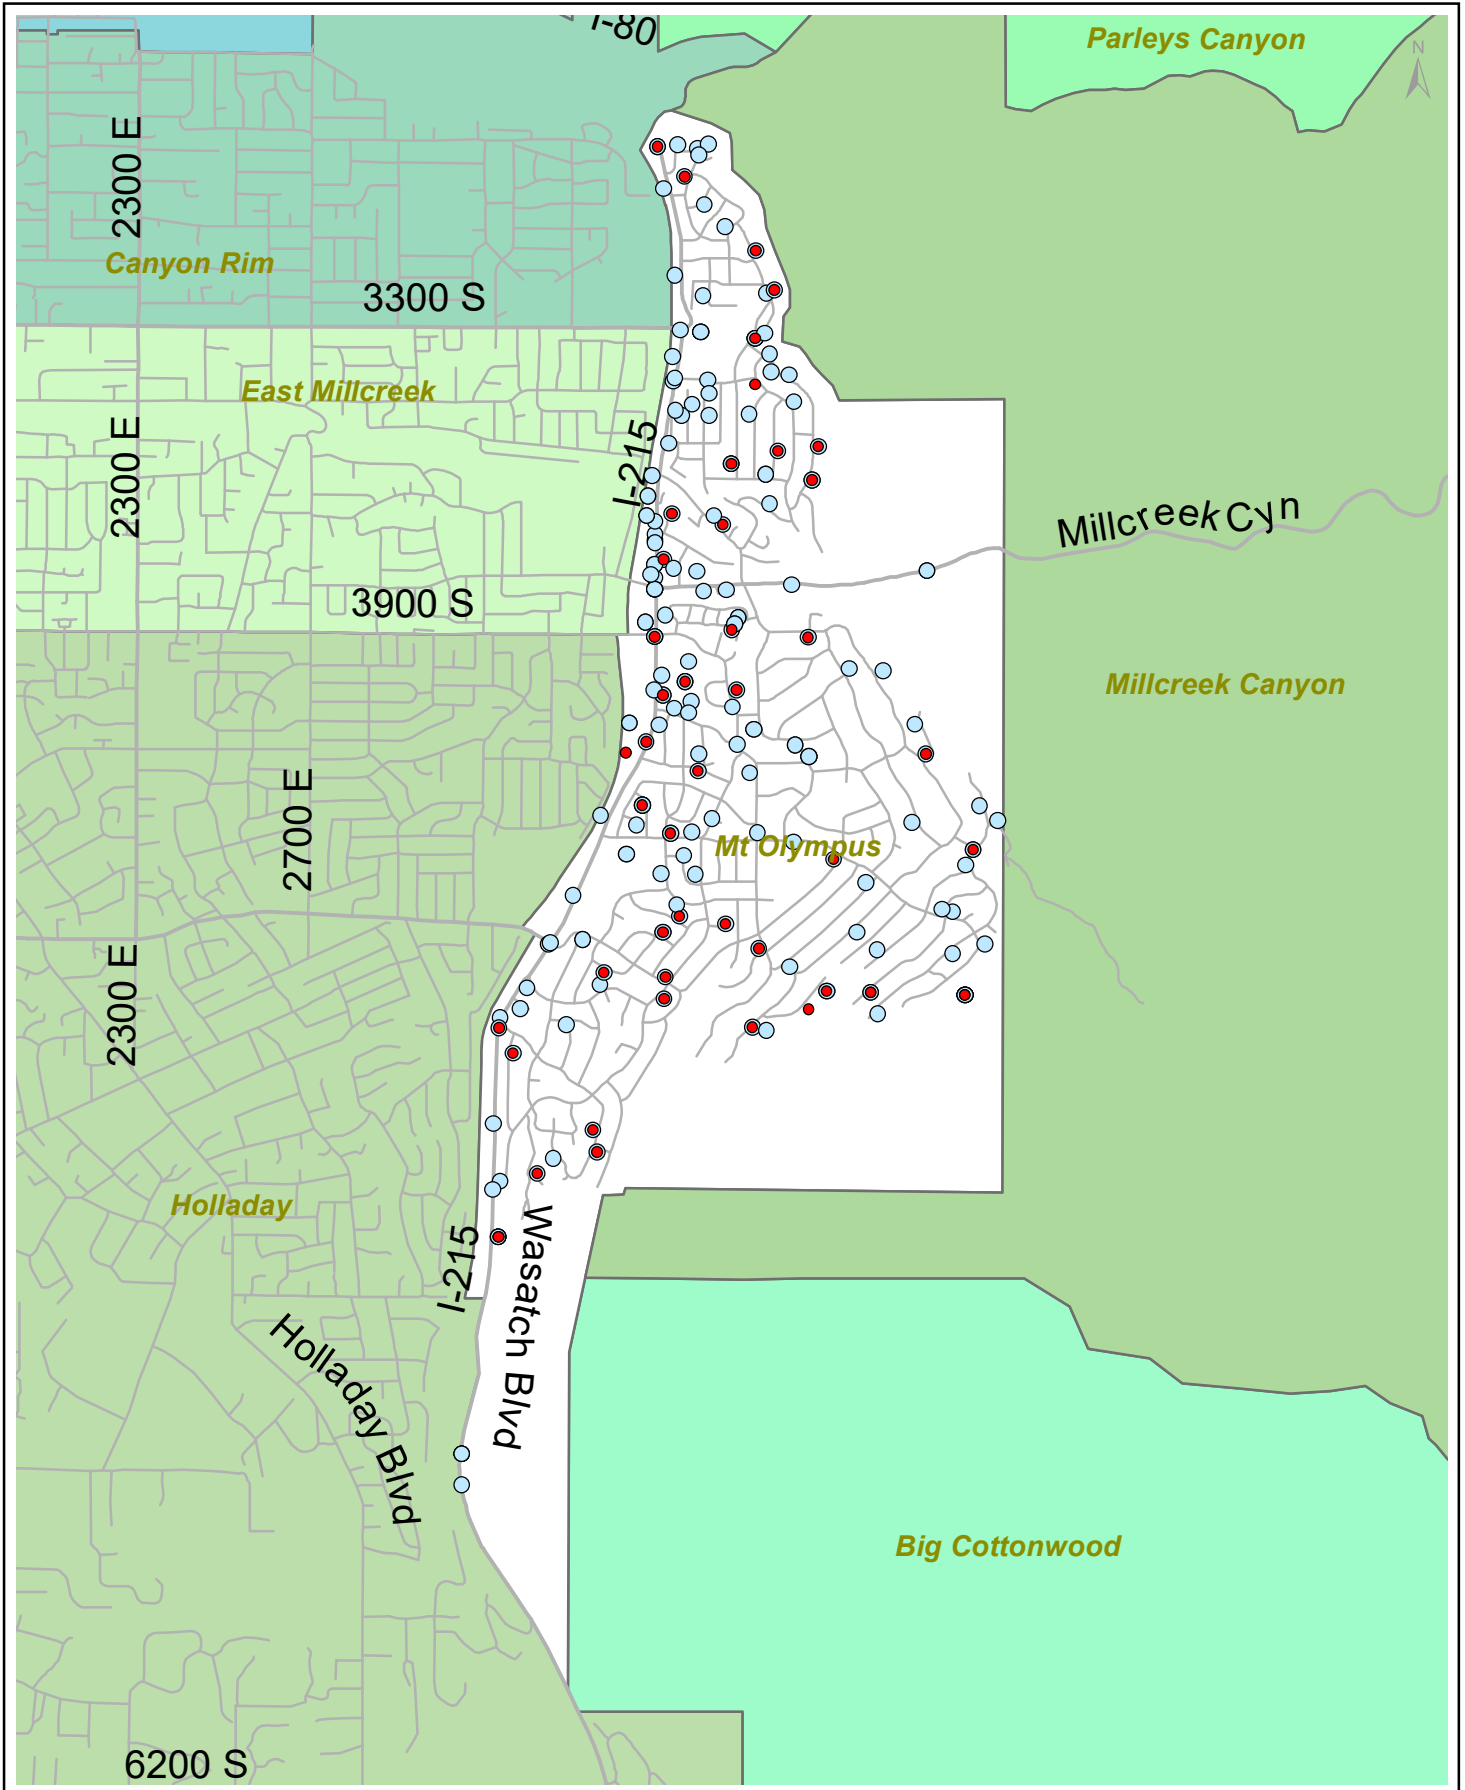 I-80
Parleys Canyon
N
2300 E
Canyon Rim
3300 S
East Millcreek
2300 E
I-215
Millcreek Cyn
3900 S
Millcreek Canyon
2700 E
Mt Olympus
2300 E
Holladay
I-215
Wasatch Blvd
Holladay Blvd
Big Cottonwood
6200 S